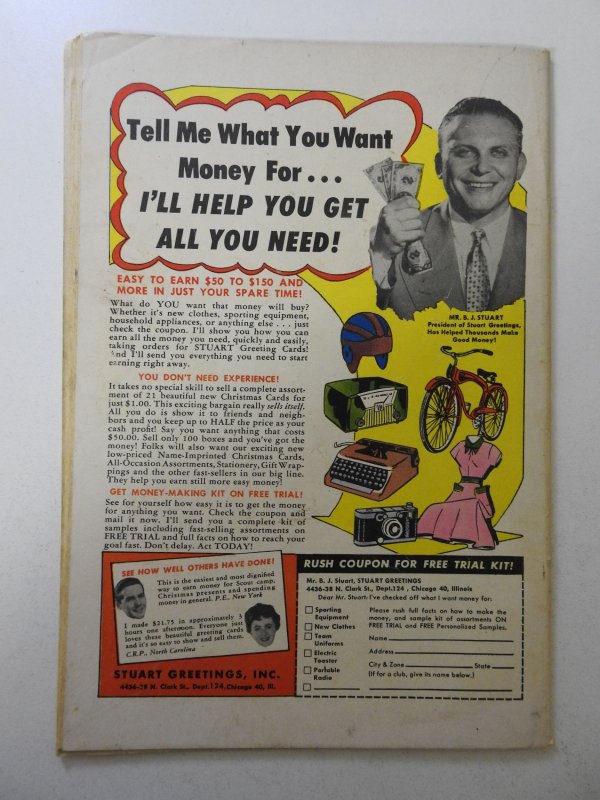 Tell Me What You Want
Money For...
I'LL HELP YOU GET
ALL YOU NEED!
MR. B. J. STUART
President of Stuart Greetings,
Has Helped Thousands Make
Good Money!
EASY TO EARN $50 TO $150 AND
MORE IN JUST YOUR SPARE TIME!
What do YOU want that money will buy?
Whether it's new clothes, sporting equipment,
household appliances, or anything else . . . just
check the coupon. I'll show you how you can
earn all the money you need, quickly and easily,
taking orders for STUART Greeting Cards!
And I'll send you everything you need to start
earning right away.
YOU DON'T NEED EXPERIENCE!
It takes no special skill to sell a complete assort-
ment of 21 beautiful new Christmas Cards for
just $1.00. This exciting bargain really sells itself.
All you do is show it to friends and neigh-
bors and you keep up to HALF the price as your
cash profit! Say you want anything that costs
$50.00. Sell only 100 boxes and you've got the
money! Folks will also want our exciting new
low-priced Name-Imprinted Christmas Cards,
All-Occasion Assortments, Stationery, Gift Wrap-
pings and the other fast-sellers in our big line.
They help you earn still more easy money!
GET MONEY-MAKING KIT ON FREE TRIAL!
See for yourself how easy it is to get the money
for anything you want. Check the coupon and
mail it now. I'll send you a complete kit of
samples including fast-selling assortments on
FREE TRIAL and full facts on how to reach your
goal fast. Don't delay. Act TODAY!
SEE HOW WELL OTHERS HAVE DONE!
This is the easiest and most dignified
way to earn money for Scout camp,
Christmas presents and spending
money in general. P.E., New York
I made $21.75 in approximately 3
hours one afternoon. Everyone just
loves these beautiful greeting cards
and it's so easy to show and sell them.
C.R.P., North Carolina
STUART GREETINGS, INC.
4436-38 N. Clark St., Dept. 124, Chicago 40, Ill.
RUSH COUPON FOR FREE TRIAL KIT!
Mr. B. J. Stuart, STUART GREETINGS
4436-38 N. Clark St., Dept.124, Chicago 40, Illinois
Dear Mr. Stuart: I've checked off what I want money for:
Sporting Equipment
New Clothes
Team Uniforms
Electric Toaster
Portable Radio
Please rush full facts on how to make the
money, and sample kit of assortments ON
FREE TRIAL and FREE Personalized Samples.
Name
Address
City & Zone State
(If for a club, give its name below.)